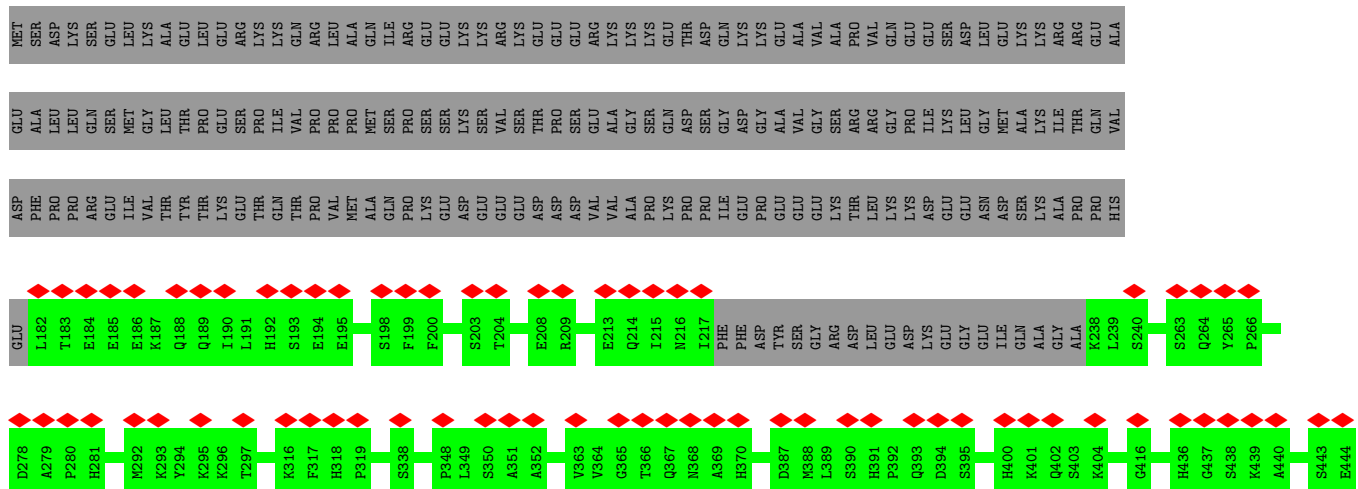 MET SER ASP LYS SER GLU LEU LYS ALA GLU LEU GLU ARG LYS LYS GLN ARG LEU ALA GLN ILE ARG GLU GLU LYS LYS ARG LYS GLU GLU GLU ARG LYS LYS LYS GLU THR ASP GLN LYS LYS GLU ALA VAL ALA PRO VAL GLN GLU GLU SER ASP LEU GLU LYS LYS ARG ARG GLU ALA
GLU ALA LEU LEU GLN SER MET GLY LEU THR PRO GLU SER PRO ILE VAL PRO PRO PRO MET SER PRO SER SER LYS SER VAL SER THR PRO SER GLU ALA GLY SER GLN ASP SER GLY ASP GLY ALA VAL GLY SER ARG ARG GLY PRO ILE LYS LEU GLY MET ALA LYS ILE THR GLN VAL
ASP PHE PRO PRO ARG GLU ILE VAL THR TYR THR LYS GLU THR GLN THR PRO VAL MET ALA GLN PRO LYS GLU ASP GLU GLU GLU ASP ASP ASP VAL VAL ALA PRO LYS PRO PRO PRO ILE GLU PRO GLU GLU GLU LYS THR LEU LYS LYS ASP GLU GLU ASN ASP SER LYS ALA PRO PRO HIS
GLU L182 T183 E184 E185 E186 K187 Q188 Q189 I190 L191 H192 S193 E194 E195 S198 F199 F200 S203 T204 E208 R209 E213 Q214 I215 N216 I217 PHE PHE ASP TYR SER GLY ARG ASP LEU GLU ASP LYS GLU GLY GLU ILE GLN ALA GLY ALA K238 L239 S240 S263 Q264 Y265 P266
D278 A279 P280 H281 M292 K293 Y294 K295 K296 T297 K316 F317 H318 P319 S338 P348 L349 S350 A351 A352 V363 V364 G365 T366 Q367 N368 A369 H370 D387 M388 L389 S390 H391 P392 Q393 D394 S395 H400 K401 Q402 S403 K404 G416 H436 G437 S438 K439 A440 S443 E444